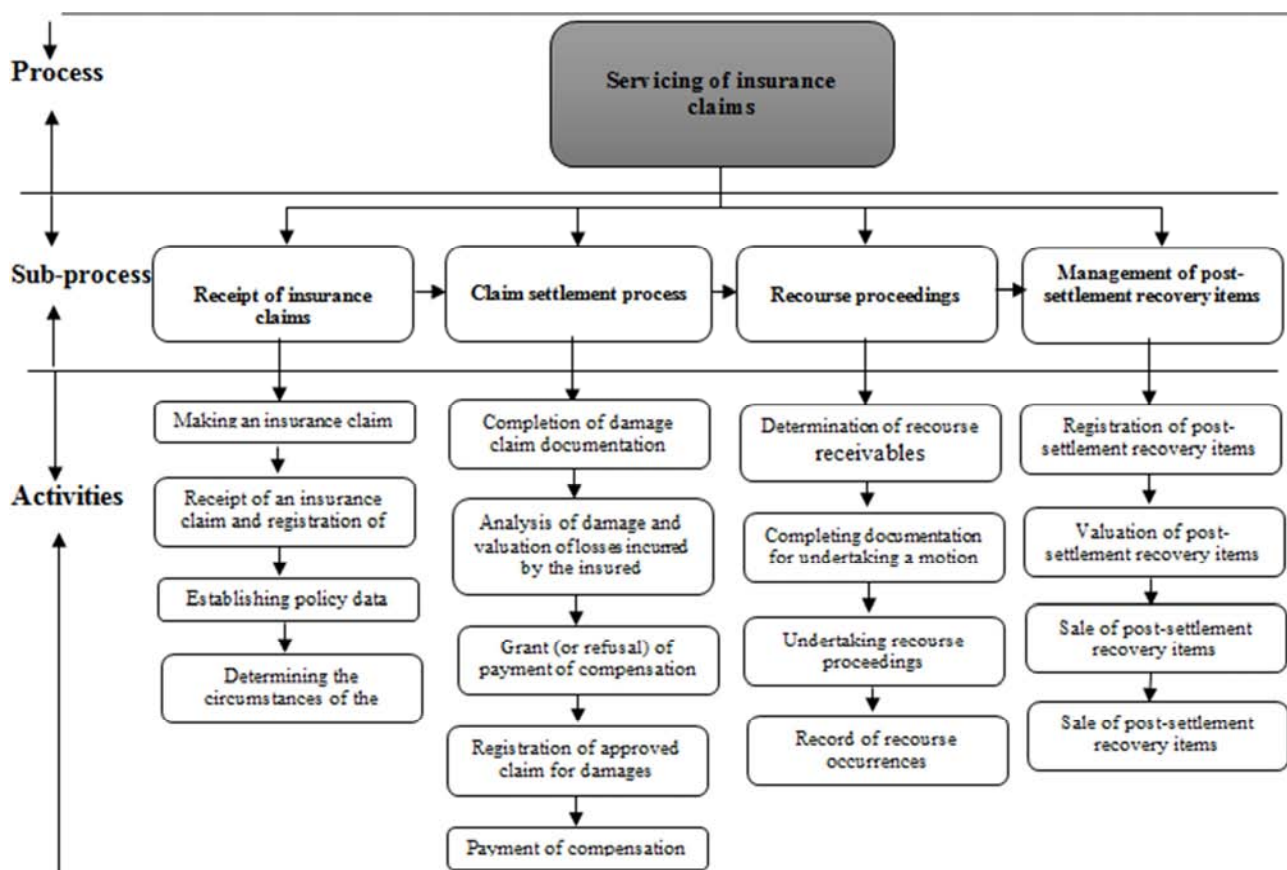 Process
Servicing of insurance
claims
Sub-process
Receipt of insurance
claims
Claim settlement process
Recourse proceedings
Management of post-
settlement recovery items
Activities
Making an insurance claim
Receipt of an insurance
claim and registration of
Establishing policy data
Determining the
circumstances of the
Completion of damage
claim documentation
Analysis of damage and
valuation of losses incurred
by the insured
Grant (or refusal) of
payment of compensation
Registration of approved
claim for damages
Payment of compensation
Determination of recourse
receivables
Completing documentation
for undertaking a motion
Undertaking recourse
proceedings
Record of recourse
occurrences
Registration of post-
settlement recovery items
Valuation of post-
settlement recovery items
Sale of post-settlement
recovery items
Sale of post-settlement
recovery items